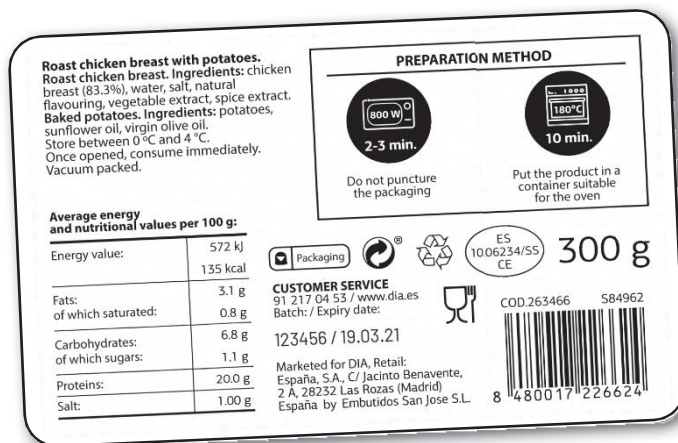 Roast chicken breast with potatoes.
Roast chicken breast. Ingredients: chicken
breast (83.3%), water, salt, natural
flavouring, vegetable extract, spice extract.
Baked potatoes. Ingredients: potatoes,
sunflower oil, virgin olive oil.
Store between 0 ºC and 4 °C.
Once opened, consume immediately.
Vacuum packed.
PREPARATION METHOD
800 W
2-3 min.
Do not puncture
the packaging
1000
180°C
10 min.
Put the product in a
container suitable
for the oven
Average energy
and nutritional values per 100 g:
Energy value: 572 kJ
135 kcal
Fats: 3.1 g
of which saturated: 0.8 g
Carbohydrates: 6.8 g
of which sugars: 1.1 g
Proteins: 20.0 g
Salt: 1.00 g
Packaging
®
ES
10.06234/SS
CE
300 g
CUSTOMER SERVICE
91 217 04 53 / www.dia.es
Batch: / Expiry date:
123456 / 19.03.21
Marketed for DIA, Retail:
España, S.A., C/ Jacinto Benavente,
2 A, 28232 Las Rozas (Madrid)
España by Embutidos San Jose S.L.
COD.263466 S84962
8 480017 226624